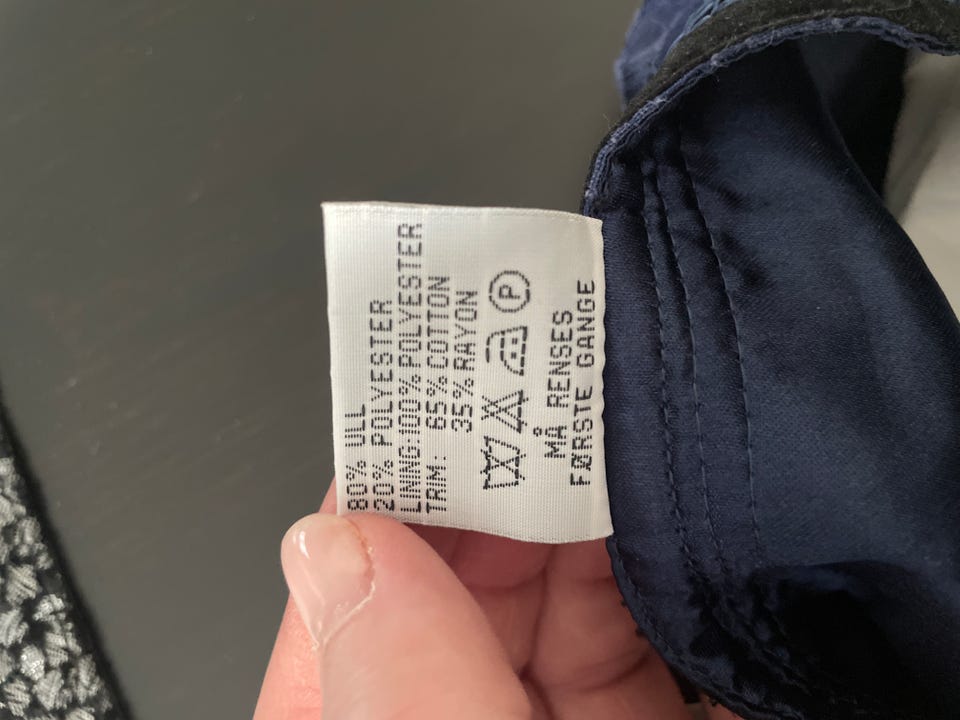 80% ULL
20% POLYESTER
LINING:100% POLYESTER
TRIM: 65% COTTON
35% RAYON
P
MÅ RENSES
FØRSTE GANGE